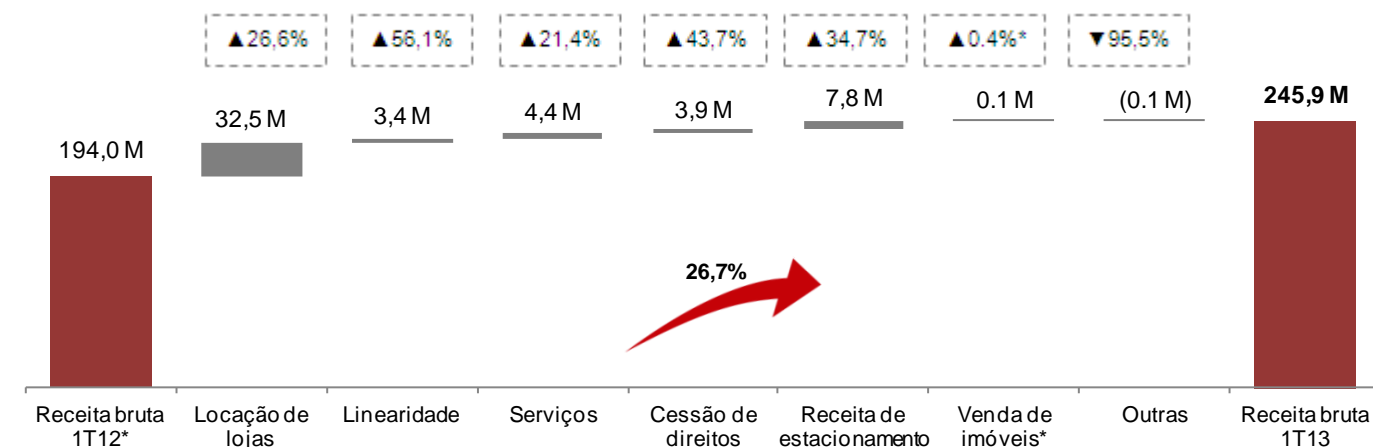 ▲26,6% ▲56,1% ▲21,4% ▲43,7% ▲34,7% ▲0.4%* ▼95,5%
194,0 M 32,5 M 3,4 M 4,4 M 3,9 M 7,8 M 0.1 M (0.1 M) 245,9 M
26,7%
Receita bruta Locação de Linearidade Serviços Cessão de Receita de Venda de Outras Receita bruta
1T12* lojas direitos estacionamento imóveis* 1T13